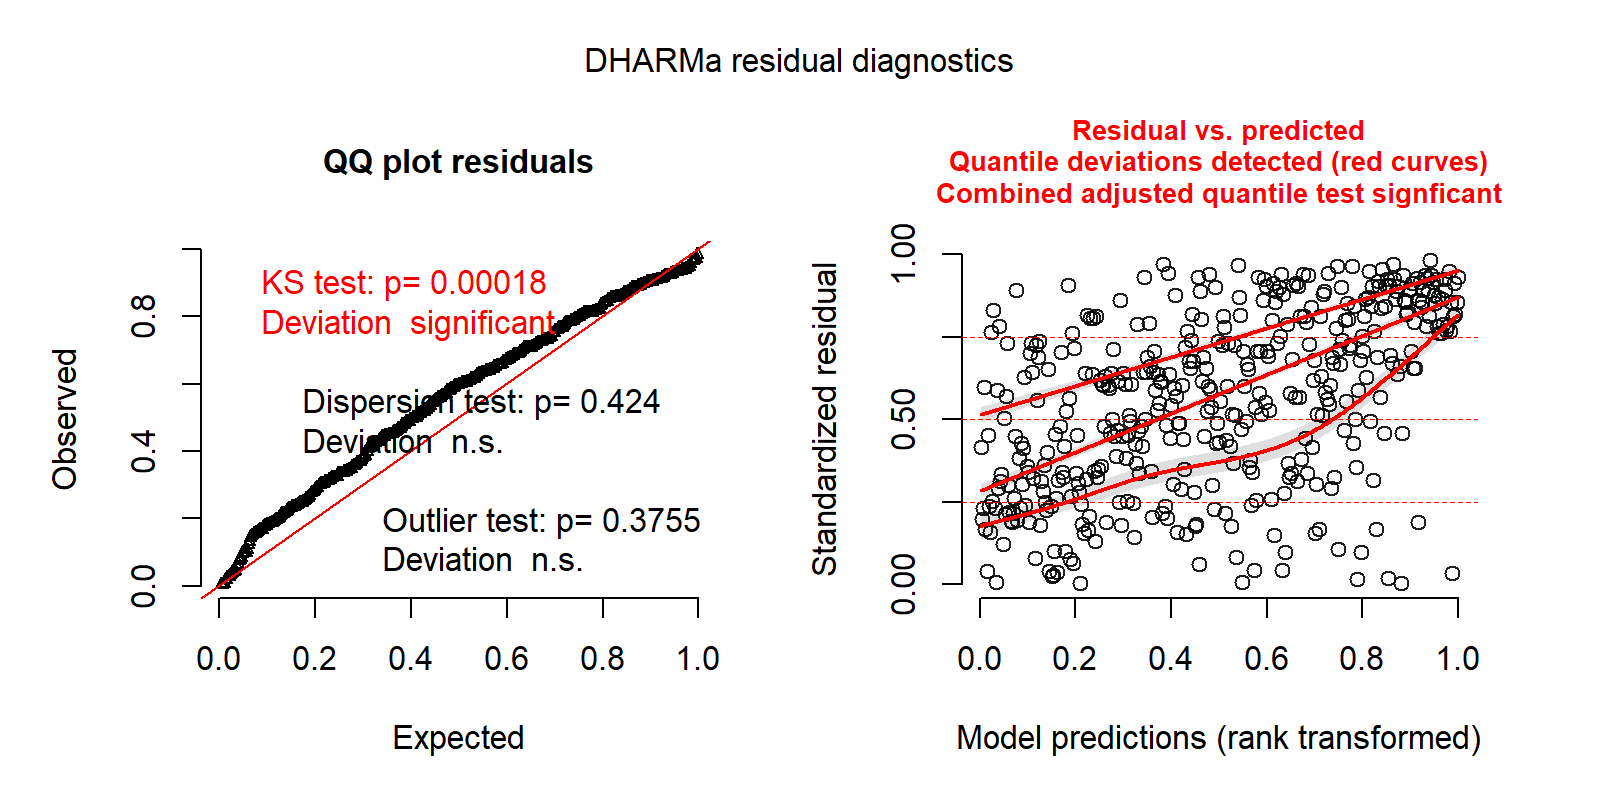 DHARMa residual diagnostics
QQ plot residuals
KS test: p= 0.00018
Deviation significant
Dispersion test: p= 0.424
Deviation n.s.
Outlier test: p= 0.3755
Deviation n.s.
Observed
0.0
0.4
0.8
0.0 0.2 0.4 0.6 0.8 1.0
Expected
Residual vs. predicted
Quantile deviations detected (red curves)
Combined adjusted quantile test signficant
Standardized residual
0.00
0.50
1.00
0.0 0.2 0.4 0.6 0.8 1.0
Model predictions (rank transformed)